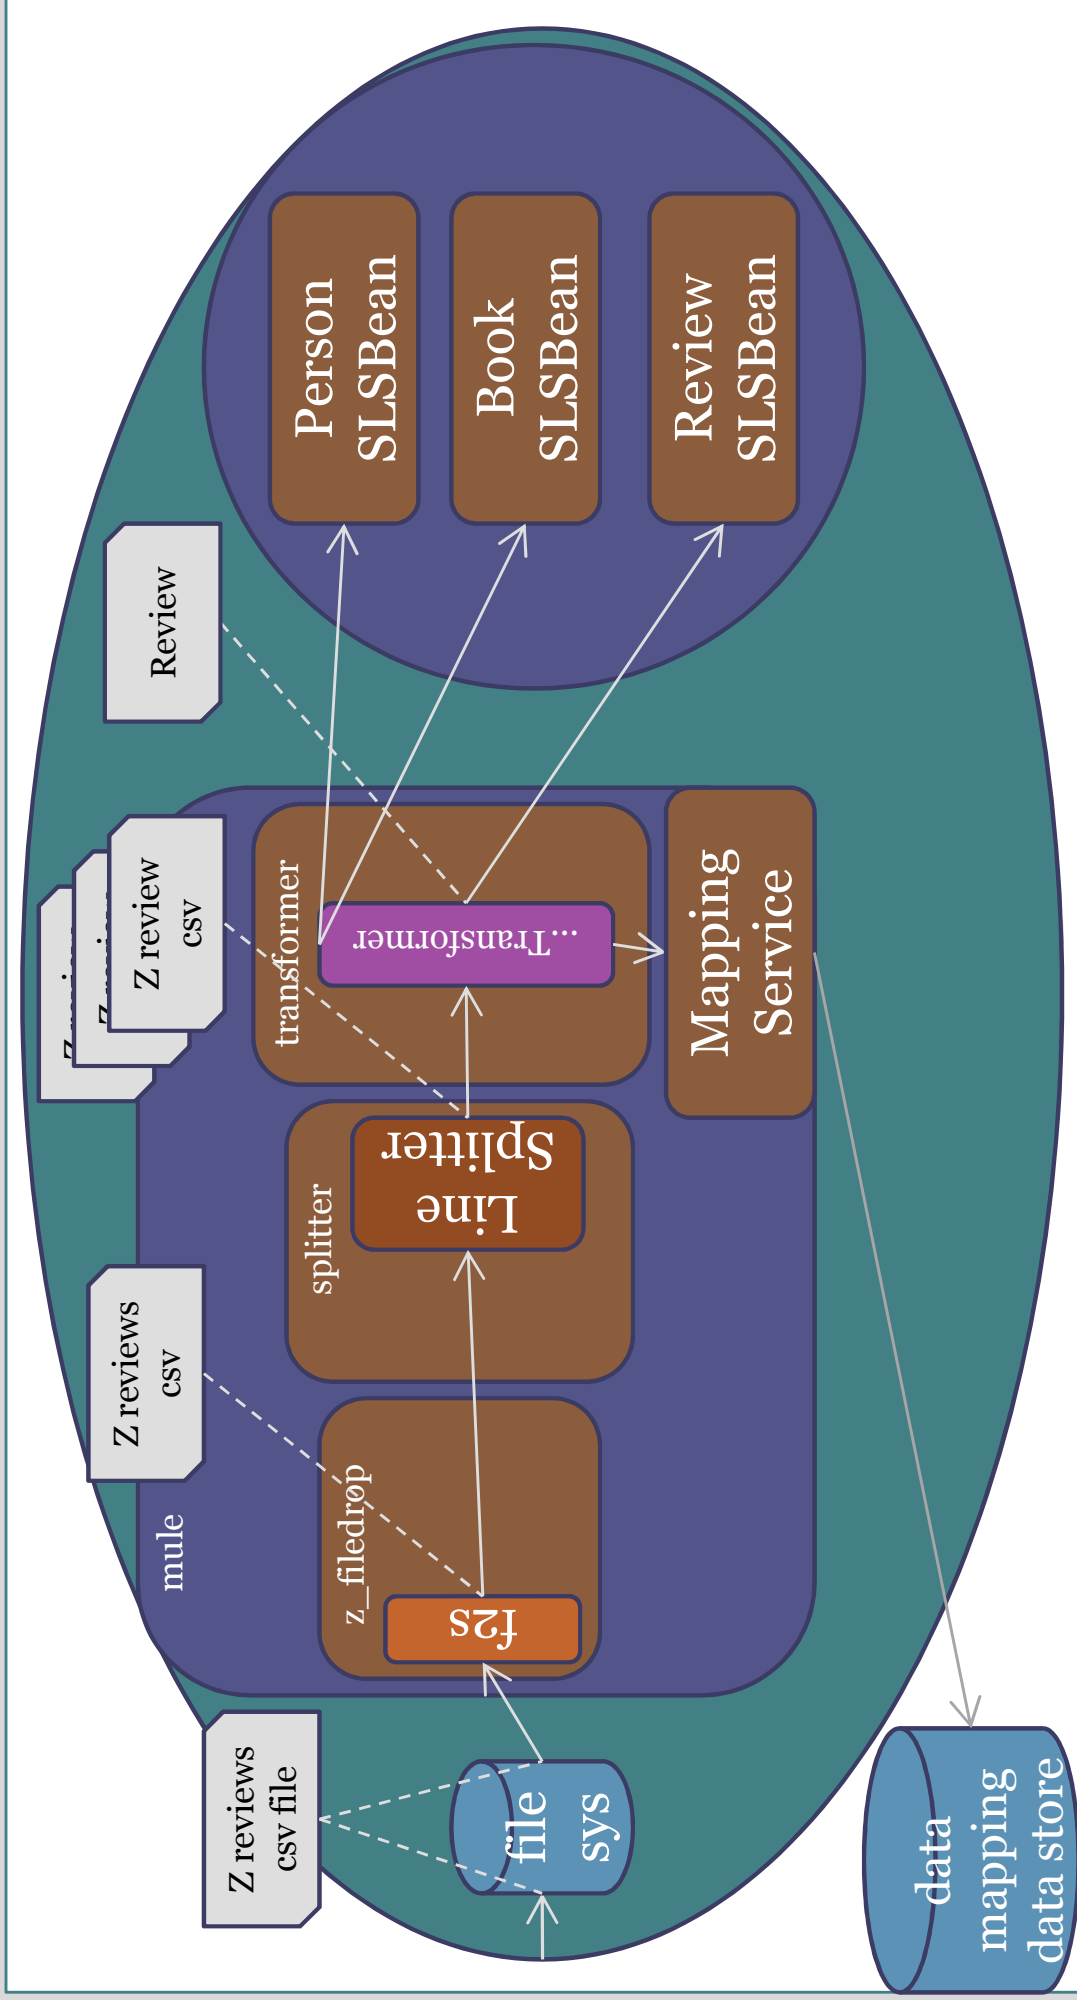 Z reviews
csv file
file
sys
data
mapping
data store
mule
Z reviews
csv
z_filedrop
f2s
splitter
Line
Splitter
Z review
csv
transformer
...Transformer
Mapping
Service
Review
Person
SLSBean
Book
SLSBean
Review
SLSBean